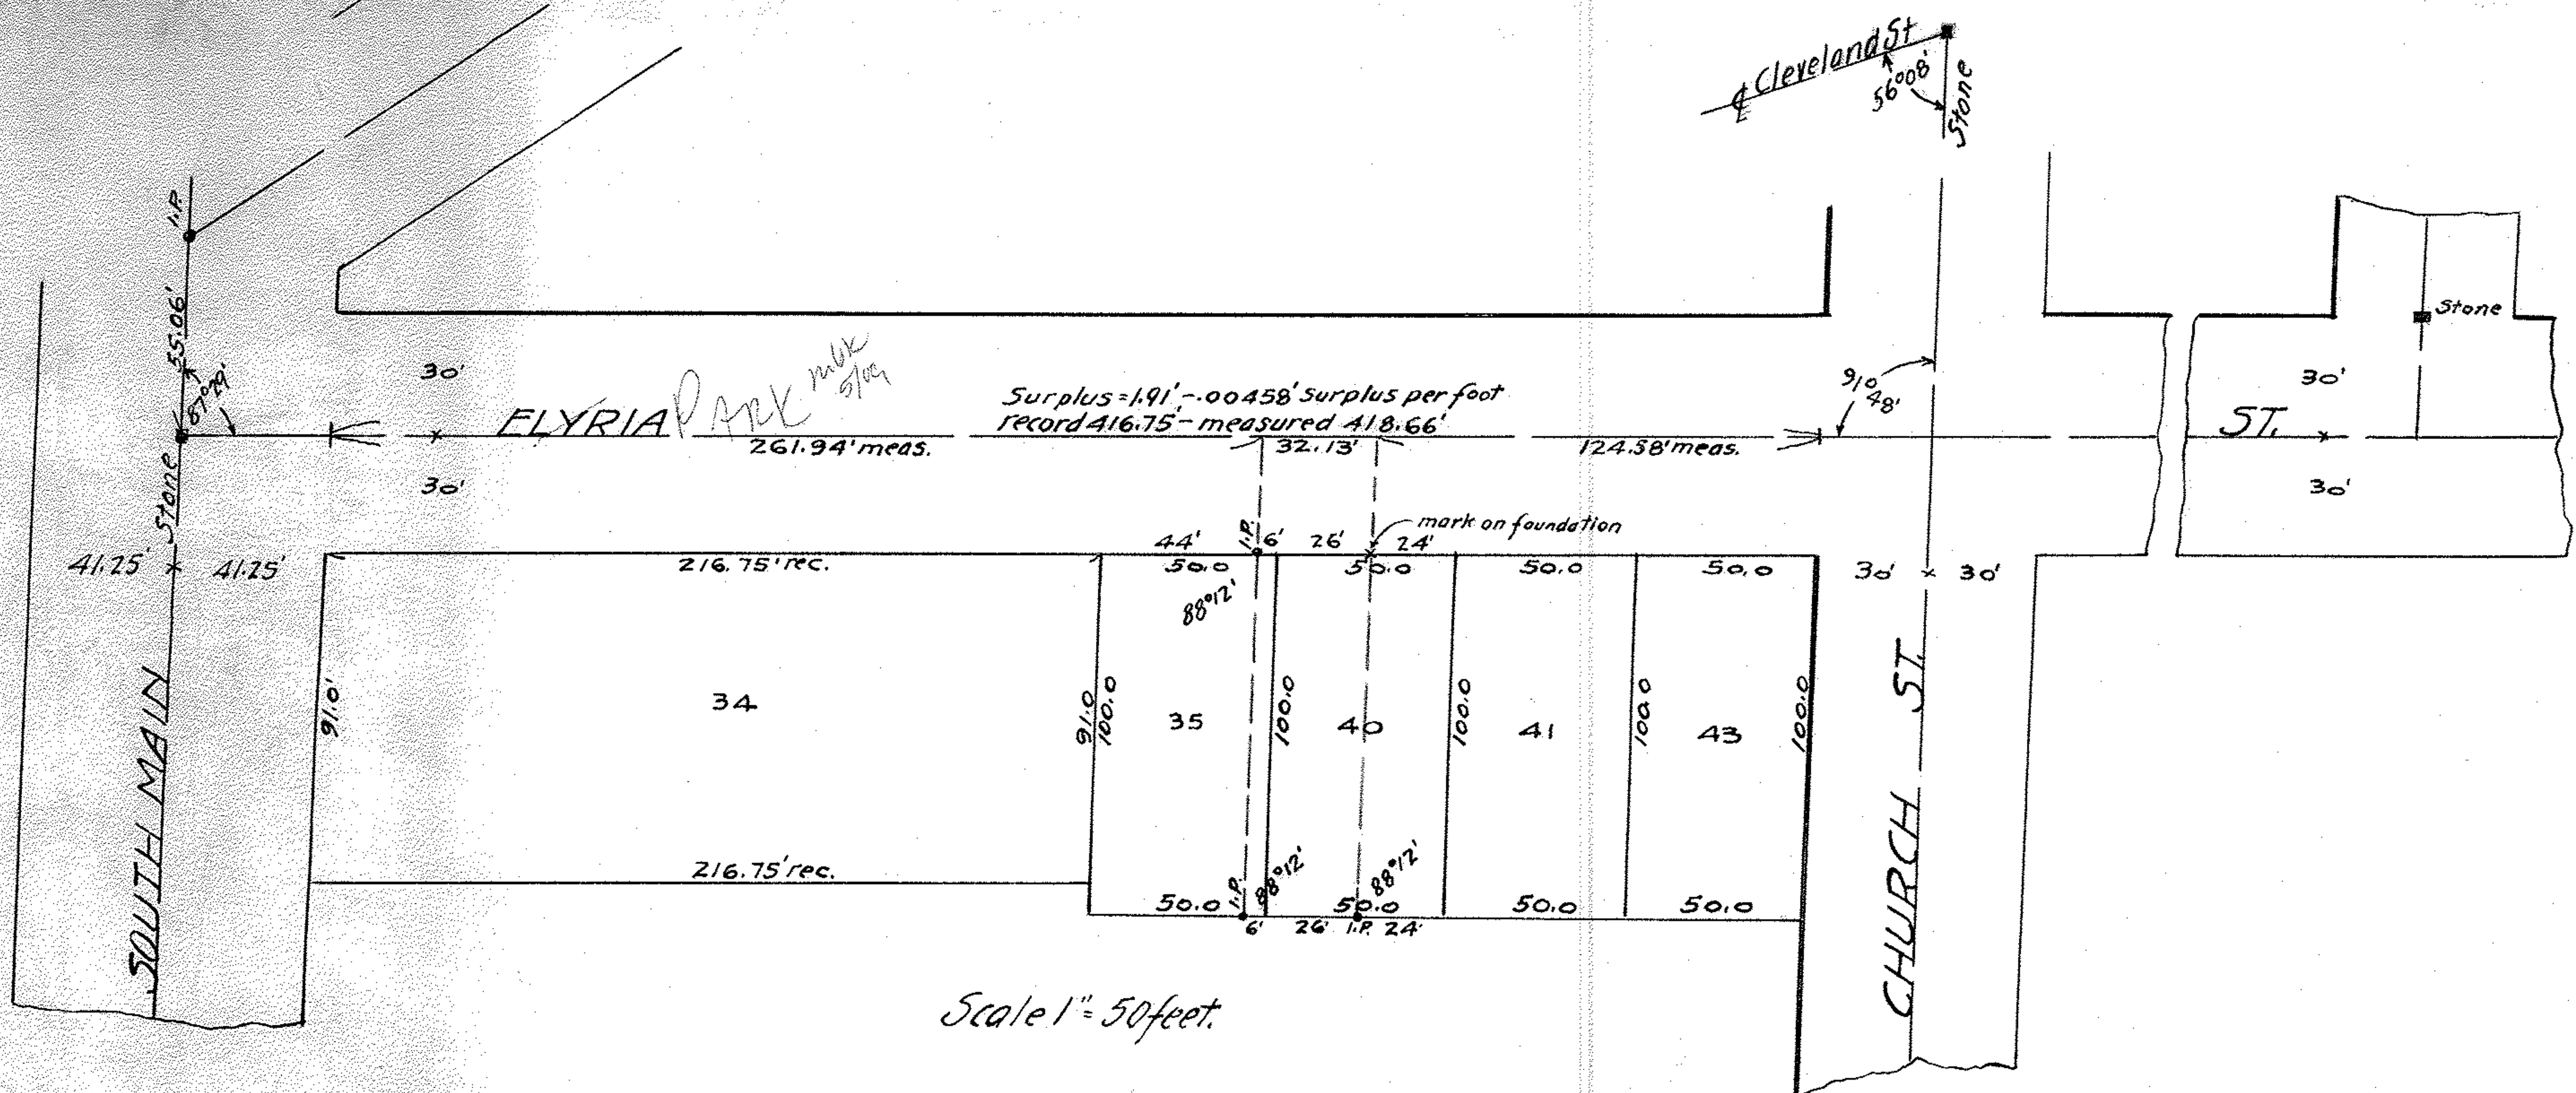 ℄ Cleveland St
56°08'
Stone
I.P.
55.06'
87°29'
Stone
30'
ELYRIA PARK mbk
5/09
Surplus=1.91'-.00458' Surplus per foot
record 416.75'- measured 418.66'
261.94' meas.
32.13'
124.58' meas.
91°48'
30'
ST.
30'
Stone
30'
30'
41.25'
41.25'
216.75' rec.
44'
I.P.
6'
26'
24'
mark on foundation
50.0
50.0
50.0
50.0
30'
30'
88°12'
91.0'
34
91.0
100.0
35
100.0
40
100.0
41
100.0
43
100.0
SOUTH MAIN
CHURCH ST.
216.75' rec.
50.0
I.P.
88°12'
50.0
88°12'
50.0
50.0
6'
26'
I.P.
24'
Scale 1"= 50 feet.